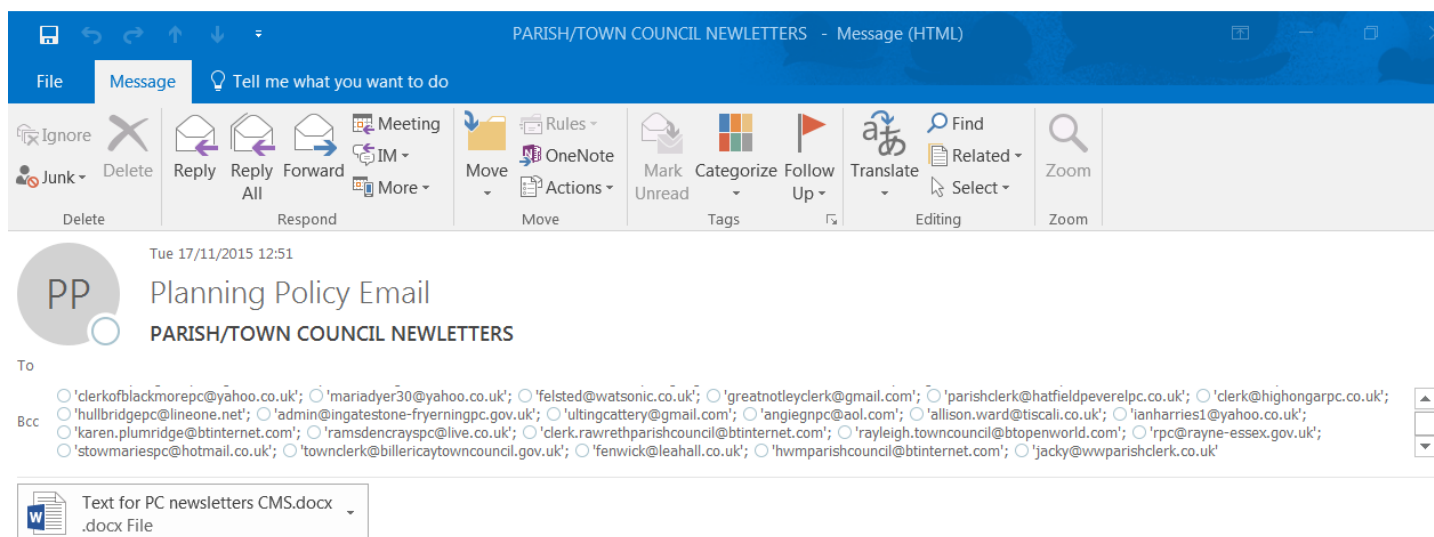 PARISH/TOWN COUNCIL NEWLETTERS - Message (HTML)
File Message Tell me what you want to do
Ignore Delete Reply Reply All Forward Meeting Move Rules Mark Unread Categorize Follow Up Translate Find Zoom
Junk IM OneNote Related
More Actions Select
Delete Respond Move Tags Editing Zoom
Tue 17/11/2015 12:51
PP
Planning Policy Email
PARISH/TOWN COUNCIL NEWLETTERS
To
'clerkofblackmorepc@yahoo.co.uk'; 'mariadyer30@yahoo.co.uk'; 'felsted@watsonic.co.uk'; 'greatnotleyclerk@gmail.com'; 'parishclerk@hatfieldpeverelpc.co.uk'; 'clerk@highongarpc.co.uk';
Bcc 'hullbridgepc@lineone.net'; 'admin@ingatestone-fryerningpc.gov.uk'; 'ultingcattery@gmail.com'; 'angiegnpc@aol.com'; 'allison.ward@tiscali.co.uk'; 'ianharries1@yahoo.co.uk';
'karen.plumridge@btinternet.com'; 'ramsdencrayspc@live.co.uk'; 'clerk.rawrethparishcouncil@btinternet.com'; 'rayleigh.towncouncil@btopenworld.com'; 'rpc@rayne-essex.gov.uk';
'stowmariespc@hotmail.co.uk'; 'townclerk@billericaytowncouncil.gov.uk'; 'fenwick@leahall.co.uk'; 'hwmparishcouncil@btinternet.com'; 'jacky@wwparishclerk.co.uk'
Text for PC newsletters CMS.docx
.docx File